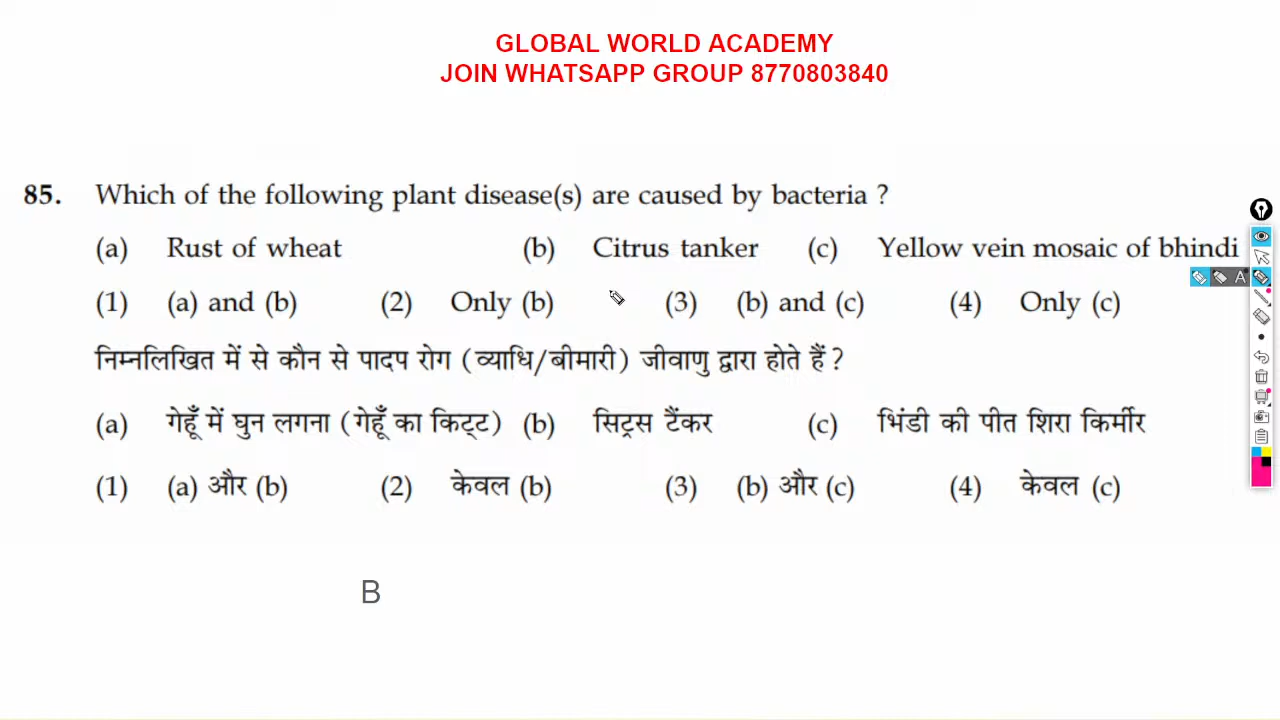 GLOBAL WORLD ACADEMY
JOIN WHATSAPP GROUP 8770803840
85. Which of the following plant disease(s) are caused by bacteria ?
(a) Rust of wheat (b) Citrus tanker (c) Yellow vein mosaic of bhindi
(1) (a) and (b) (2) Only (b) (3) (b) and (c) (4) Only (c)
निम्नलिखित में से कौन से पादप रोग (व्याधि/बीमारी) जीवाणु द्वारा होते हैं ?
(a) गेहूँ में घुन लगना (गेहूँ का किट्ट) (b) सिट्रस टैंकर (c) भिंडी की पीत शिरा किर्मीर
(1) (a) और (b) (2) केवल (b) (3) (b) और (c) (4) केवल (c)
B